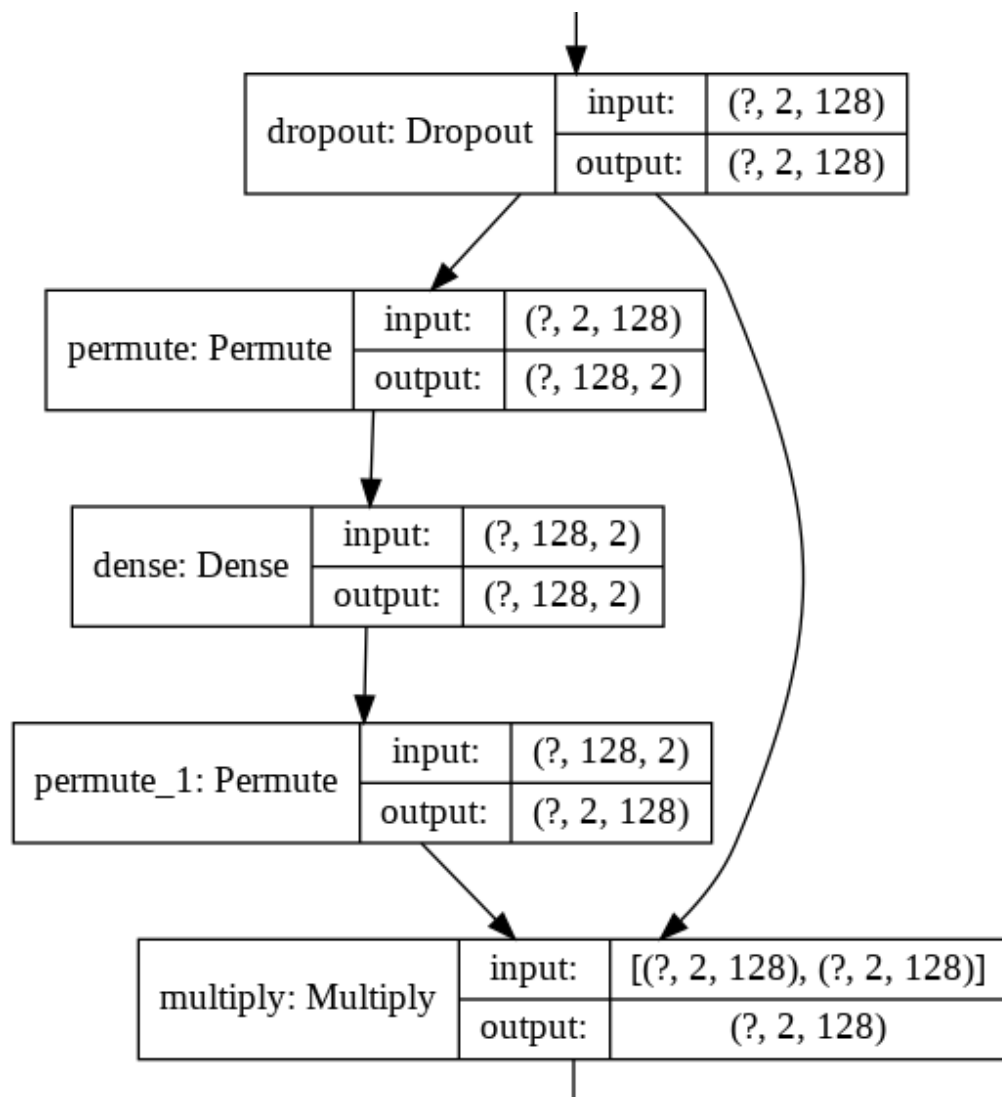 dropout: Dropout
input: (?, 2, 128)
output: (?, 2, 128)
permute: Permute
input: (?, 2, 128)
output: (?, 128, 2)
dense: Dense
input: (?, 128, 2)
output: (?, 128, 2)
permute_1: Permute
input: (?, 128, 2)
output: (?, 2, 128)
multiply: Multiply
input: [(?, 2, 128), (?, 2, 128)]
output: (?, 2, 128)